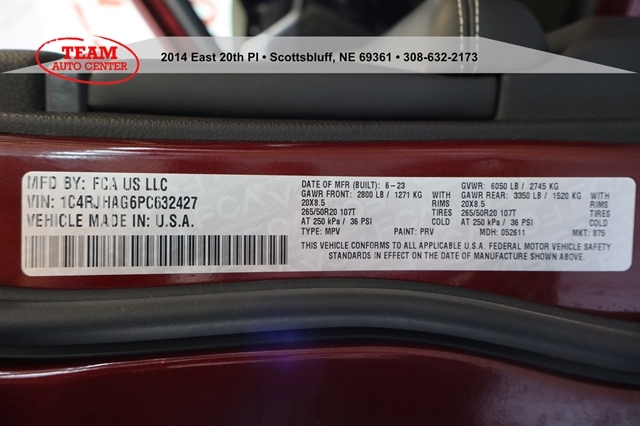 TEAM
AUTO CENTER
2014 East 20th Pl • Scottsbluff, NE 69361 • 308-632-2173
MFD BY: FCA US LLC
VIN: 1C4RJHAG6PC632427
VEHICLE MADE IN U.S.A.
DATE OF MFR (BUILT): 6-23
GAWR FRONT: 2800 LB / 1271 KG WITH
20X8.5 RIMS
265/50R20 107T TIRES
AT 250 kPa / 36 PSI COLD
TYPE: MPV PAINT: PRV
GVWR: 6050 LB / 2745 KG
GAWR REAR: 3350 LB / 1520 KG WITH
20X8.5 RIMS
265/50R20 107T TIRES
AT 250 kPa / 36 PSI COLD
MDH: 052611 MKT: 875
THIS VEHICLE CONFORMS TO ALL APPLICABLE U.S.A. FEDERAL MOTOR VEHICLE SAFETY
STANDARDS IN EFFECT ON THE DATE OF MANUFACTURE SHOWN ABOVE.